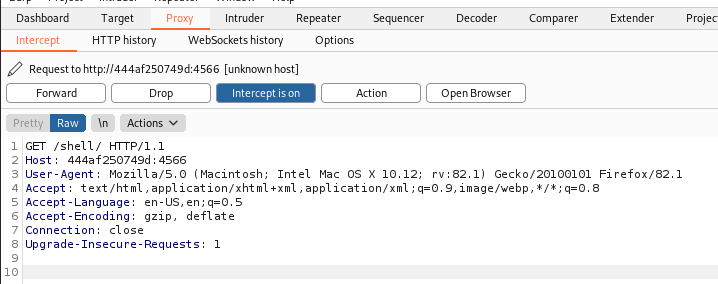 Dashboard Target Proxy Intruder Repeater Sequencer Decoder Comparer Extender
Intercept HTTP history WebSockets history Options
Request to http://444af250749d:4566 [unknown host]
Forward Drop Intercept is on Action Open Browser
Pretty Raw \n Actions
1 GET /shell/ HTTP/1.1
2 Host: 444af250749d:4566
3 User-Agent: Mozilla/5.0 (Macintosh; Intel Mac OS X 10.12; rv:82.1) Gecko/20100101 Firefox/82.1
4 Accept: text/html,application/xhtml+xml,application/xml;q=0.9,image/webp,*/*;q=0.8
5 Accept-Language: en-US,en;q=0.5
6 Accept-Encoding: gzip, deflate
7 Connection: close
8 Upgrade-Insecure-Requests: 1
9
10